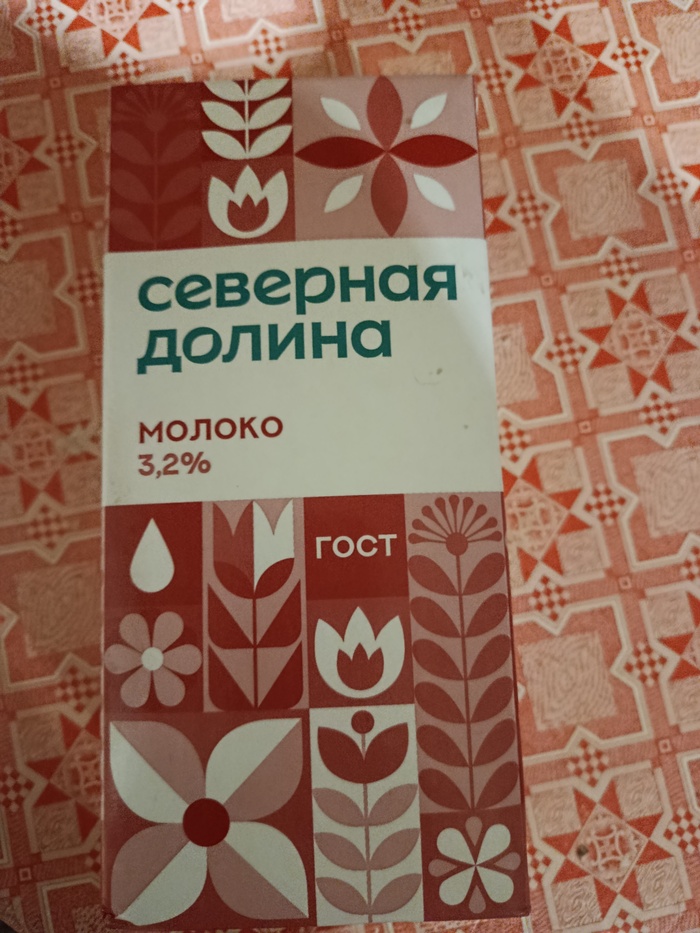 северная
долина
МОЛОКО
3,2%
ГОСТ